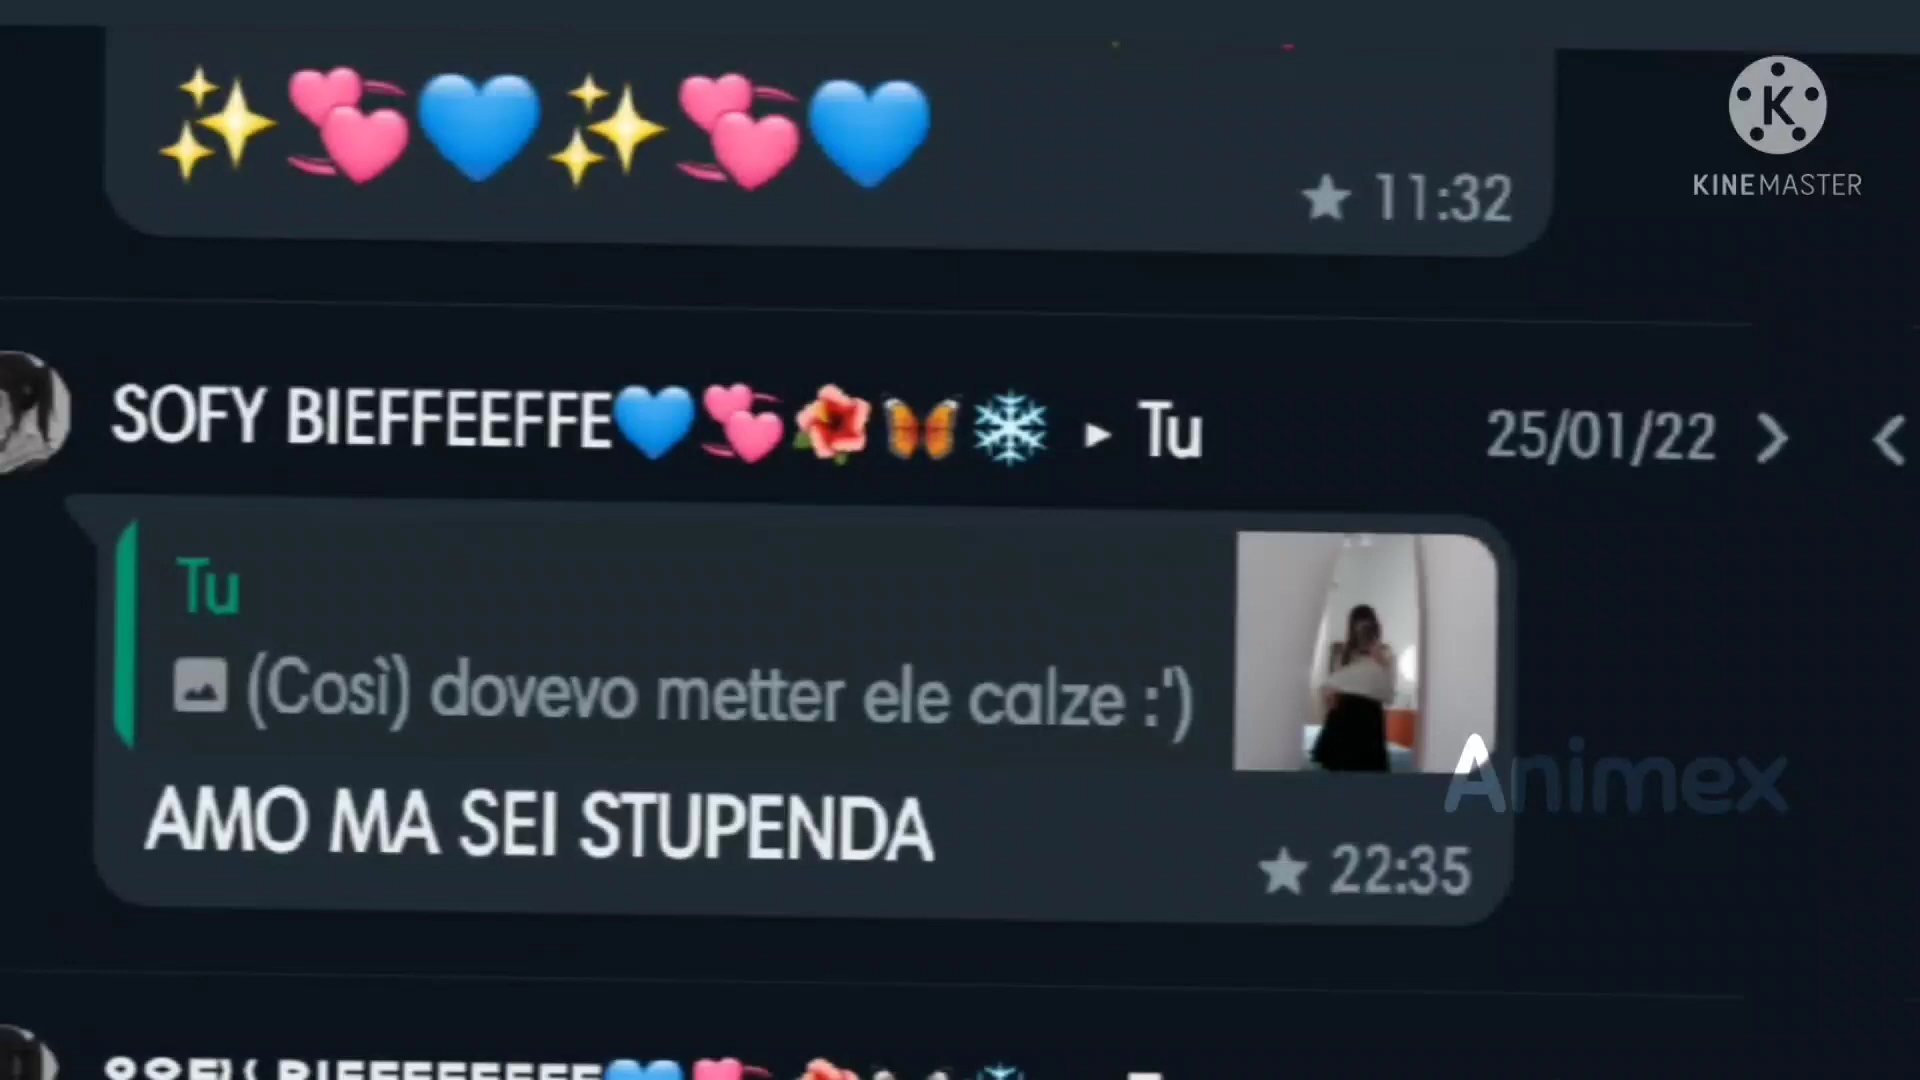 ✨💞💙✨💞💙
★ 11:32
KINEMASTER
SOFY BIEFFEEFFE💙💞🌺🦋❄️ ▸ Tu
25/01/22
Tu
(Così) dovevo metter ele calze :')
AMO MA SEI STUPENDA
★ 22:35
Animex